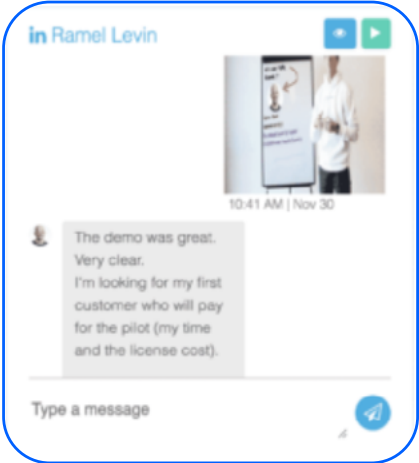 in Ramel Levin
10:41 AM | Nov 30
The demo was great.
Very clear.
I'm looking for my first
customer who will pay
for the pilot (my time
and the license cost).
Type a message